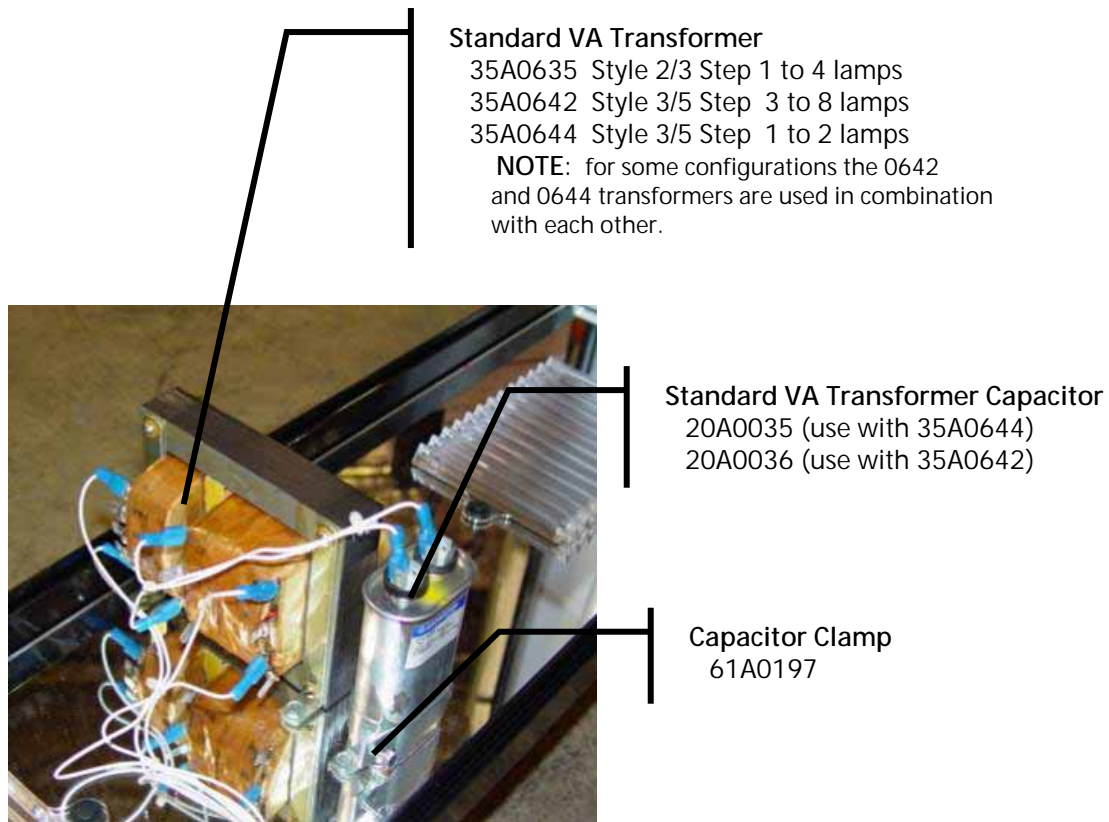 Standard VA Transformer
35A0635 Style 2/3 Step 1 to 4 lamps
35A0642 Style 3/5 Step 3 to 8 lamps
35A0644 Style 3/5 Step 1 to 2 lamps
NOTE: for some configurations the 0642
and 0644 transformers are used in combination
with each other.
Standard VA Transformer Capacitor
20A0035 (use with 35A0644)
20A0036 (use with 35A0642)
Capacitor Clamp
61A0197